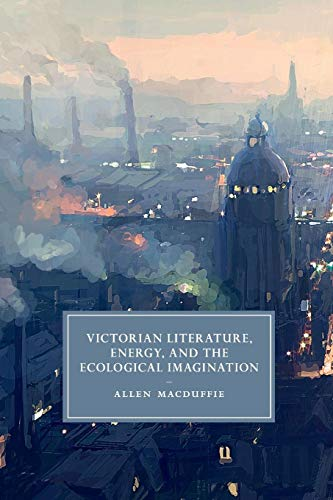 VICTORIAN LITERATURE,
ENERGY, AND THE
ECOLOGICAL IMAGINATION
–
ALLEN MACDUFFIE